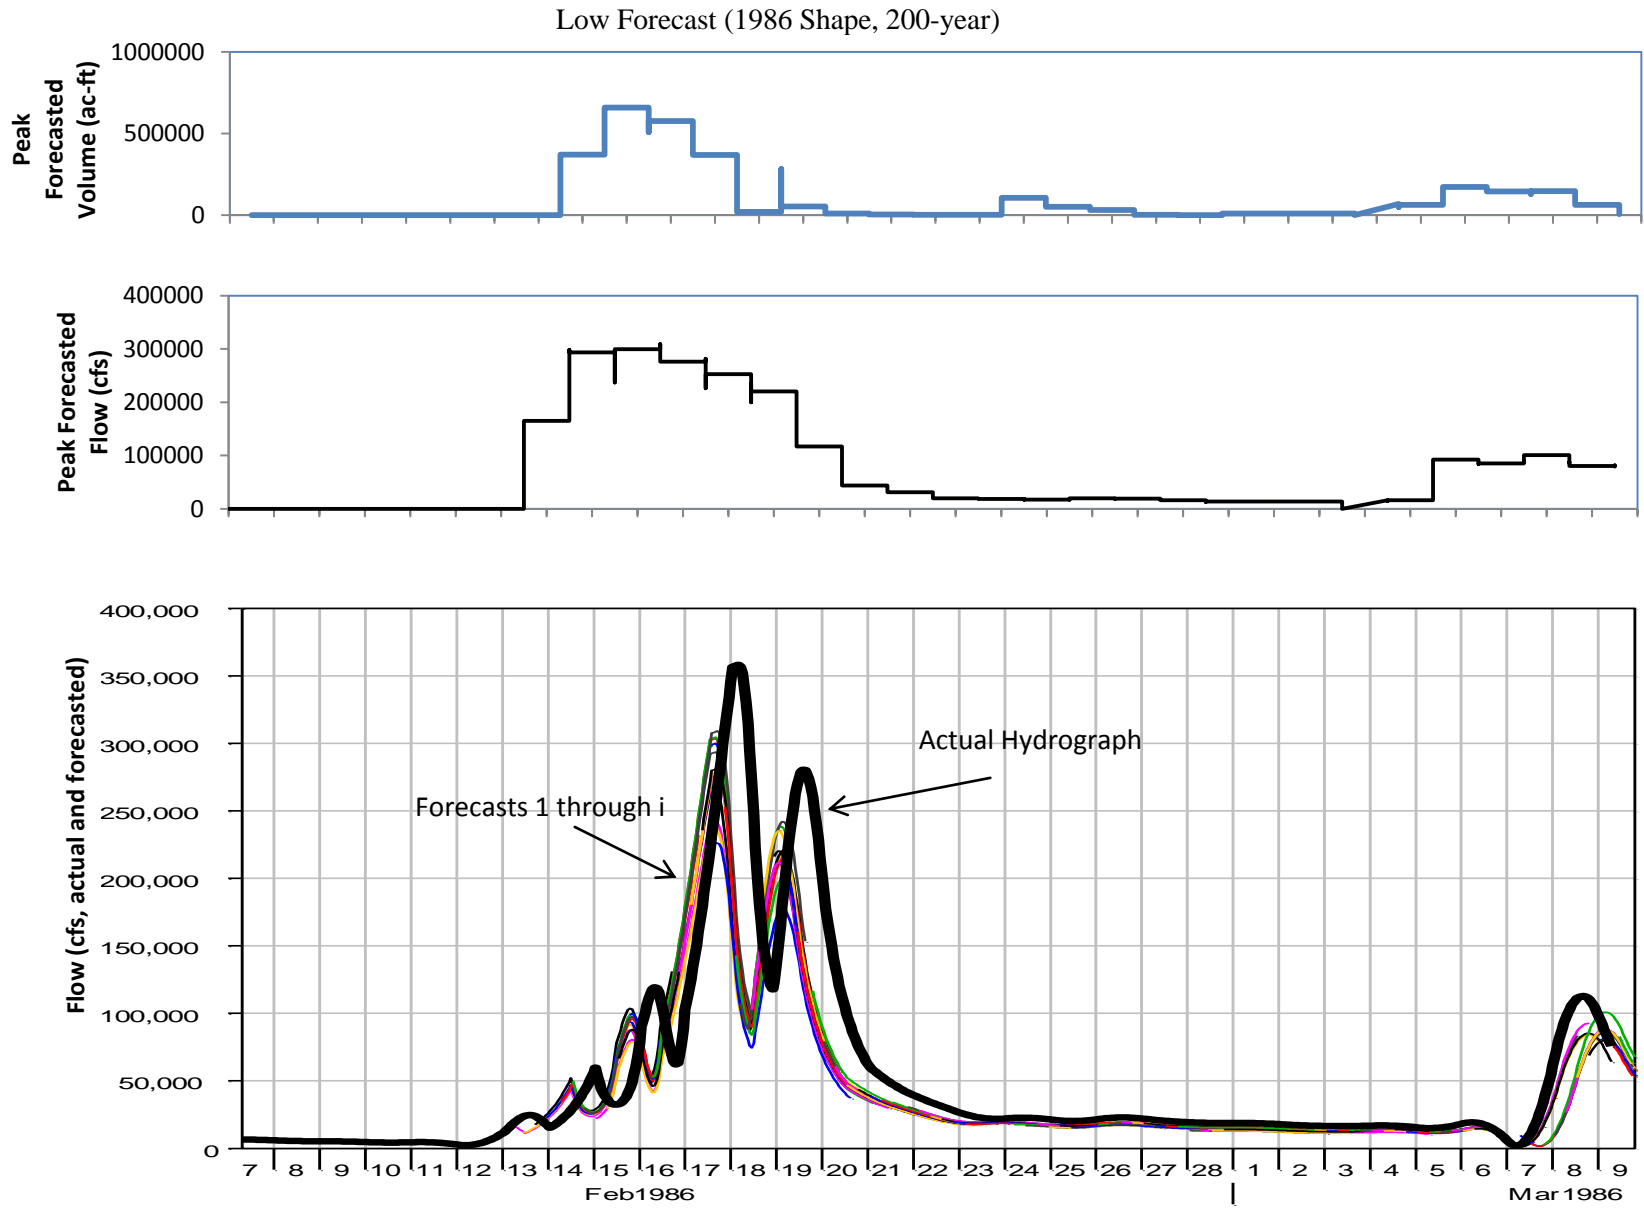 Low Forecast (1986 Shape, 200-year)
Peak
Forecasted
Volume (ac-ft)
1000000
500000
0
Peak Forecasted
Flow (cfs)
400000
300000
200000
100000
0
Flow (cfs, actual and forecasted)
400,000
350,000
300,000
250,000
200,000
150,000
100,000
50,000
0
Actual Hydrograph
Forecasts 1 through i
7 8 9 10 11 12 13 14 15 16 17 18 19 20 21 22 23 24 25 26 27 28 1 2 3 4 5 6 7 8 9
Feb1986 Mar1986